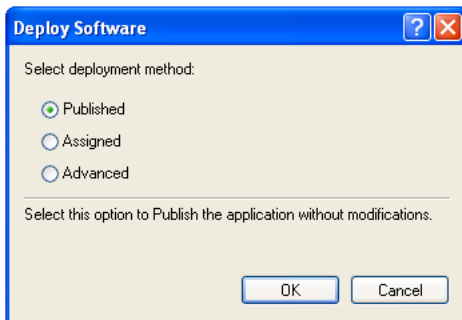 Deploy Software
Select deployment method:
Published
Assigned
Advanced
Select this option to Publish the application without modifications.
OK Cancel